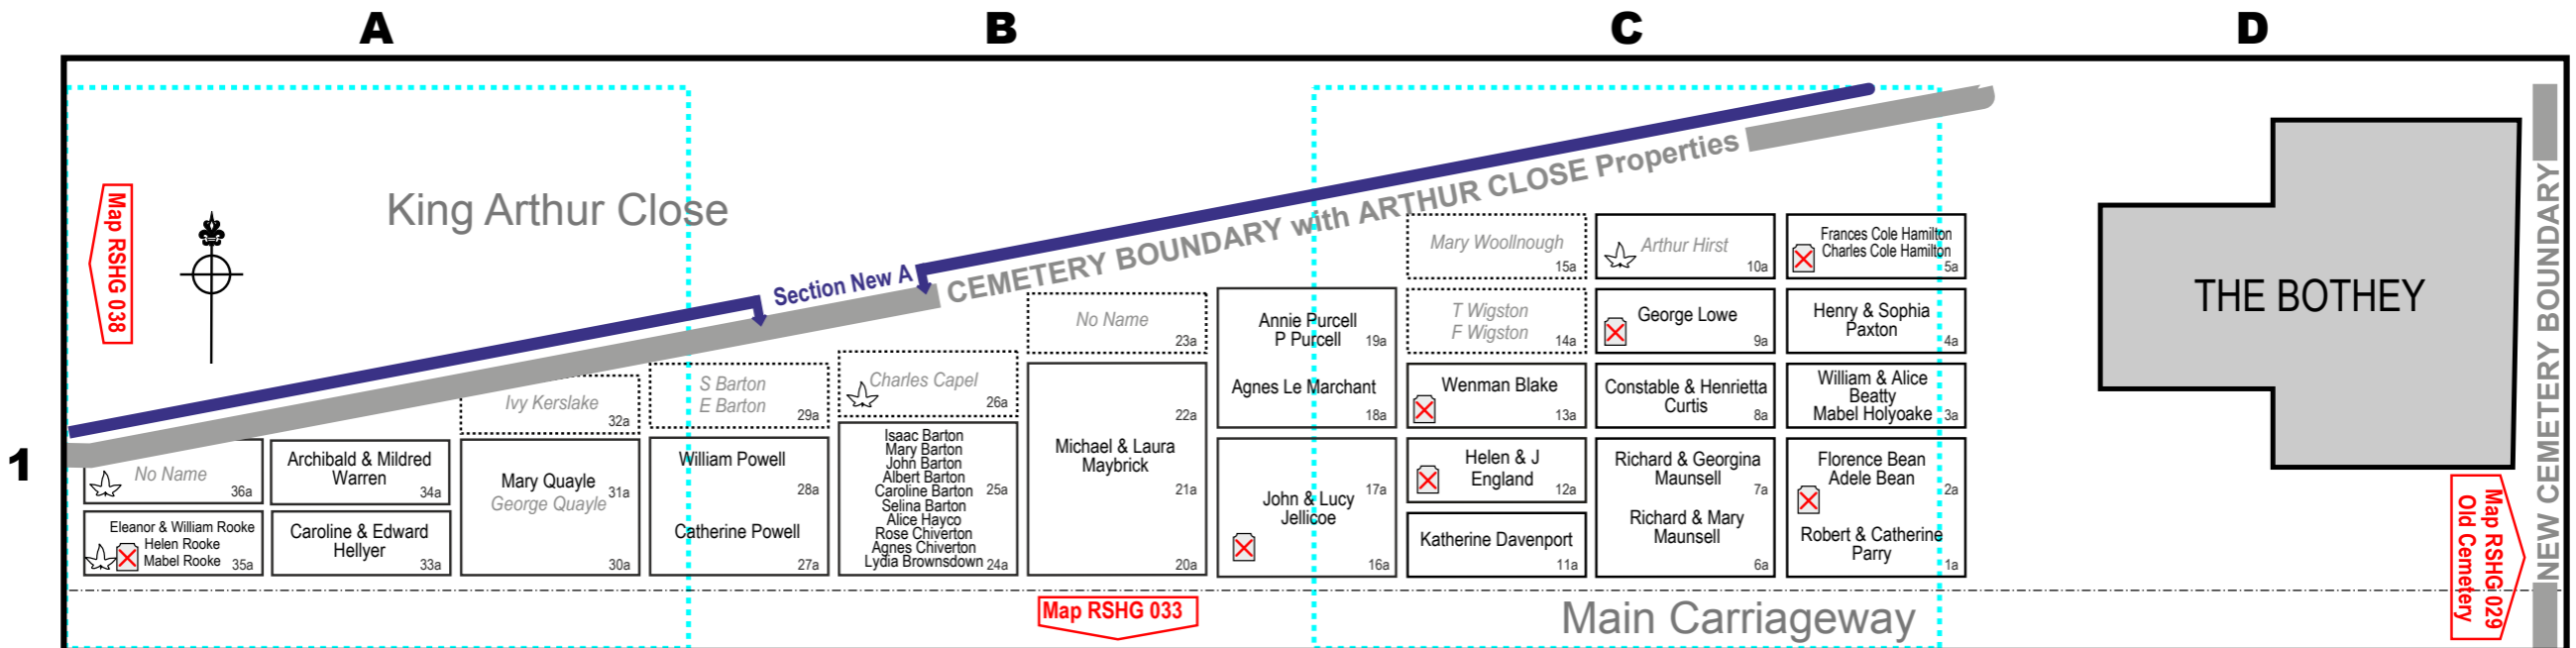 A
B
C
D
1
King Arthur Close
Map RSHG 038
Section New A
CEMETERY BOUNDARY with ARTHUR CLOSE Properties
THE BOTHEY
NEW CEMETERY BOUNDARY
Map RSHG 029
Old Cemetery
Map RSHG 033
Main Carriageway
No Name
36a
Eleanor & William Rooke
Helen Rooke
Mabel Rooke 35a
Archibald & Mildred
Warren
34a
Caroline & Edward
Hellyer
33a
Ivy Kerslake
32a
Mary Quayle 31a
George Quayle
30a
S Barton
E Barton 29a
William Powell
28a
Catherine Powell
27a
Charles Capel
26a
Isaac Barton
Mary Barton
John Barton
Albert Barton
Caroline Barton 25a
Selina Barton
Alice Hayco
Rose Chiverton
Agnes Chiverton
Lydia Brownsdown 24a
No Name
23a
22a
Michael & Laura
Maybrick
21a
20a
Annie Purcell
P Purcell 19a
Agnes Le Marchant
18a
John & Lucy 17a
Jellicoe
16a
Mary Woollnough
15a
T Wigston
F Wigston 14a
Wenman Blake
13a
Helen & J
England 12a
Katherine Davenport
11a
Arthur Hirst
10a
George Lowe
9a
Constable & Henrietta
Curtis 8a
Richard & Georgina
Maunsell
7a
Richard & Mary
Maunsell
6a
Frances Cole Hamilton
Charles Cole Hamilton
5a
Henry & Sophia
Paxton
4a
William & Alice
Beatty
Mabel Holyoake 3a
Florence Bean
Adele Bean
2a
Robert & Catherine
Parry 1a